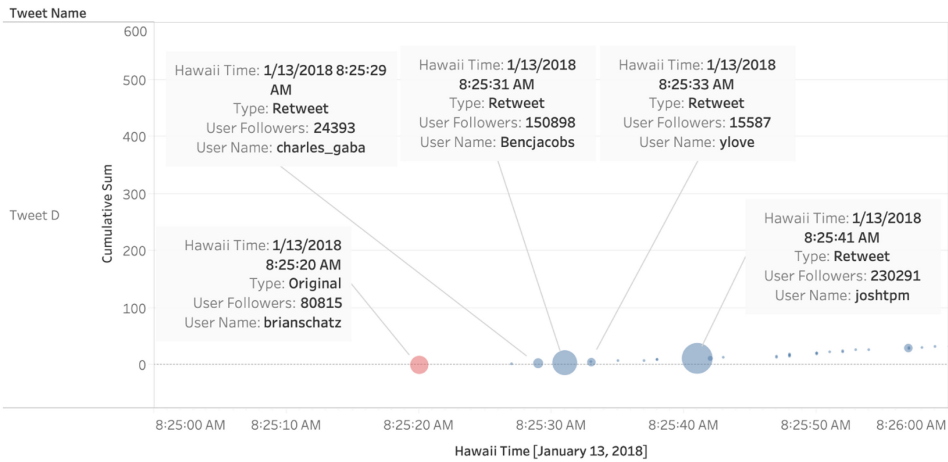 Tweet Name
600
500
400
300
200
100
0
Cumulative Sum
Tweet D
Hawaii Time: 1/13/2018 8:25:29
AM
Type: Retweet
User Followers: 24393
User Name: charles_gaba
Hawaii Time: 1/13/2018
8:25:31 AM
Type: Retweet
User Followers: 150898
User Name: Bencjacobs
Hawaii Time: 1/13/2018
8:25:33 AM
Type: Retweet
User Followers: 15587
User Name: ylove
Hawaii Time: 1/13/2018
8:25:41 AM
Type: Retweet
User Followers: 230291
User Name: joshtpm
Hawaii Time: 1/13/2018
8:25:20 AM
Type: Original
User Followers: 80815
User Name: brianschatz
8:25:00 AM
8:25:10 AM
8:25:20 AM
8:25:30 AM
8:25:40 AM
8:25:50 AM
8:26:00 AM
Hawaii Time [January 13, 2018]